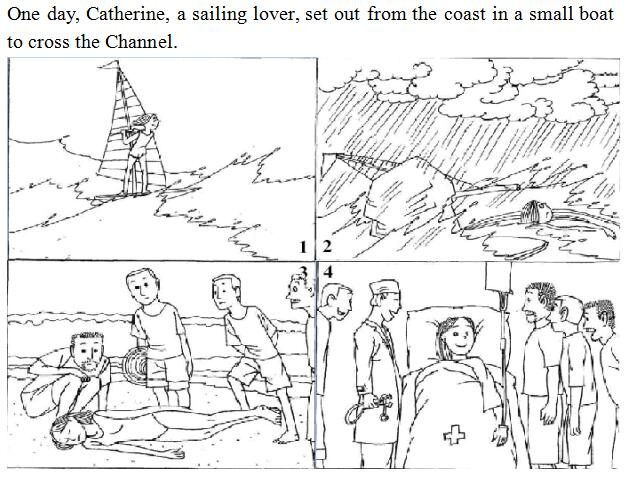 One day, Catherine, a sailing lover, set out from the coast in a small boat
to cross the Channel.
1
2
3
4